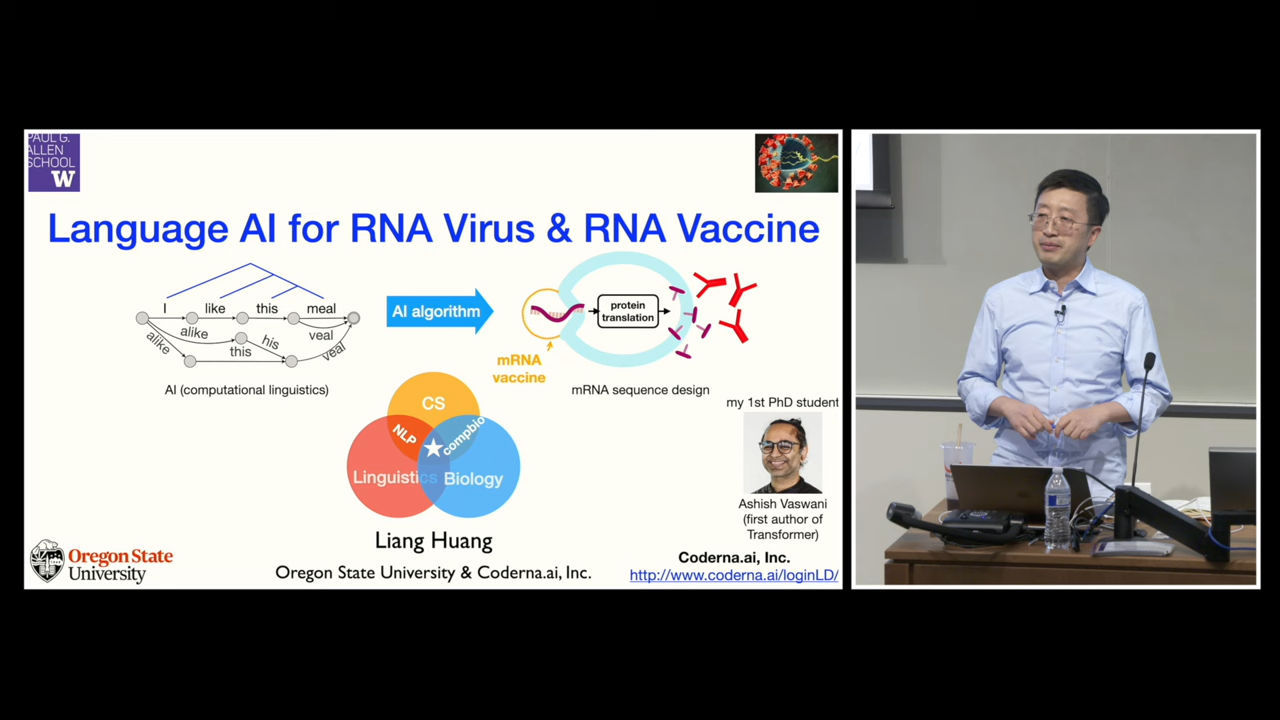 PAUL G.
ALLEN
SCHOOL
W
Language AI for RNA Virus & RNA Vaccine
I like this meal
alike his veal
alike this veal
AI (computational linguistics)
AI algorithm
protein
translation
mRNA
vaccine
mRNA sequence design
CS
NLP
compbio
Linguistics
Biology
my 1st PhD student
Ashish Vaswani
(first author of
Transformer)
Liang Huang
Oregon State University & Coderna.ai, Inc.
Oregon State
University
Coderna.ai, Inc.
http://www.coderna.ai/loginLD/